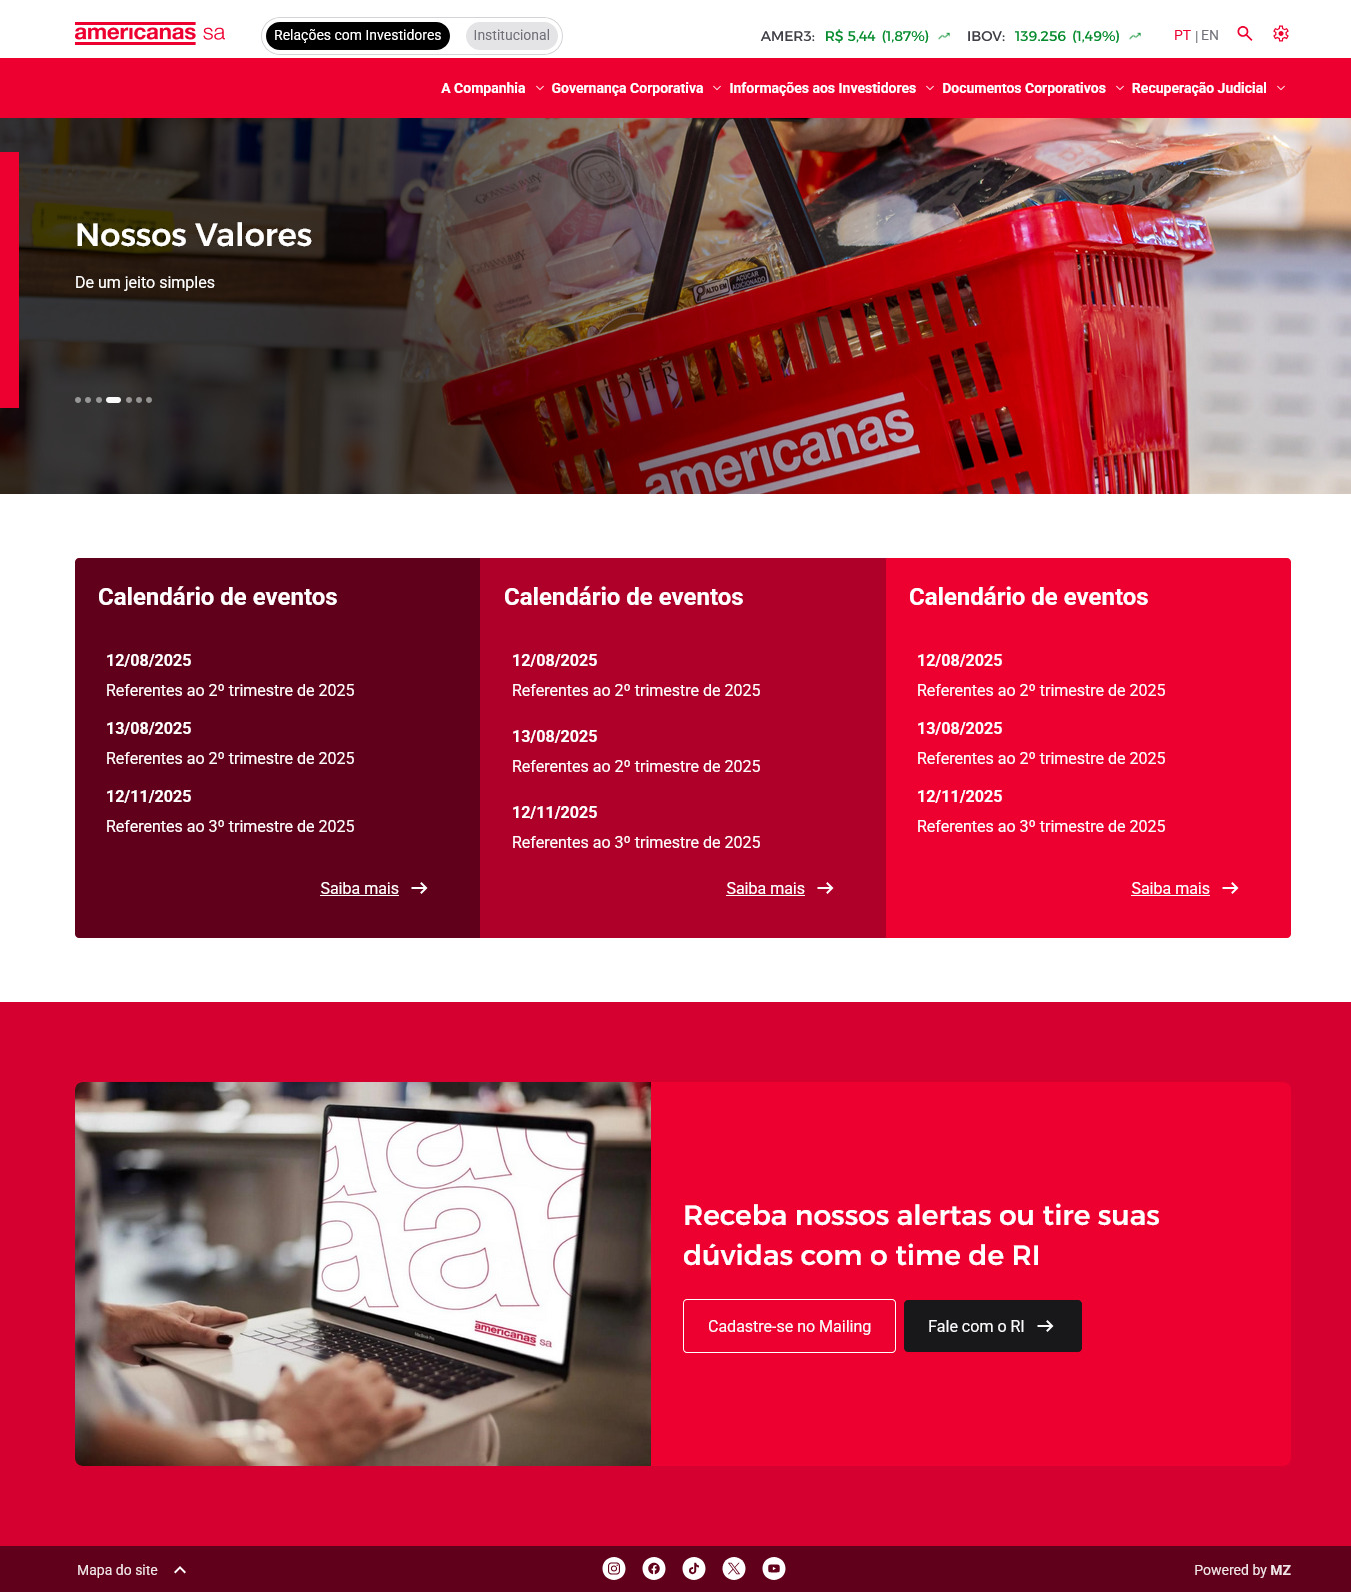 americanas sa
Relações com Investidores
Institucional
AMER3: R$ 5,44 (1,87%)
IBOV: 139.256 (1,49%)
PT | EN
A Companhia
Governança Corporativa
Informações aos Investidores
Documentos Corporativos
Recuperação Judicial
Nossos Valores
De um jeito simples
ALTO EM
AÇÚCAR
ADICIONADO
americanas
Calendário de eventos
12/08/2025
Referentes ao 2º trimestre de 2025
13/08/2025
Referentes ao 2º trimestre de 2025
12/11/2025
Referentes ao 3º trimestre de 2025
Saiba mais
Calendário de eventos
12/08/2025
Referentes ao 2º trimestre de 2025
13/08/2025
Referentes ao 2º trimestre de 2025
12/11/2025
Referentes ao 3º trimestre de 2025
Saiba mais
Calendário de eventos
12/08/2025
Referentes ao 2º trimestre de 2025
13/08/2025
Referentes ao 2º trimestre de 2025
12/11/2025
Referentes ao 3º trimestre de 2025
Saiba mais
americanas sa
MacBook Pro
Receba nossos alertas ou tire suas
dúvidas com o time de RI
Cadastre-se no Mailing
Fale com o RI
Mapa do site
Powered by MZ